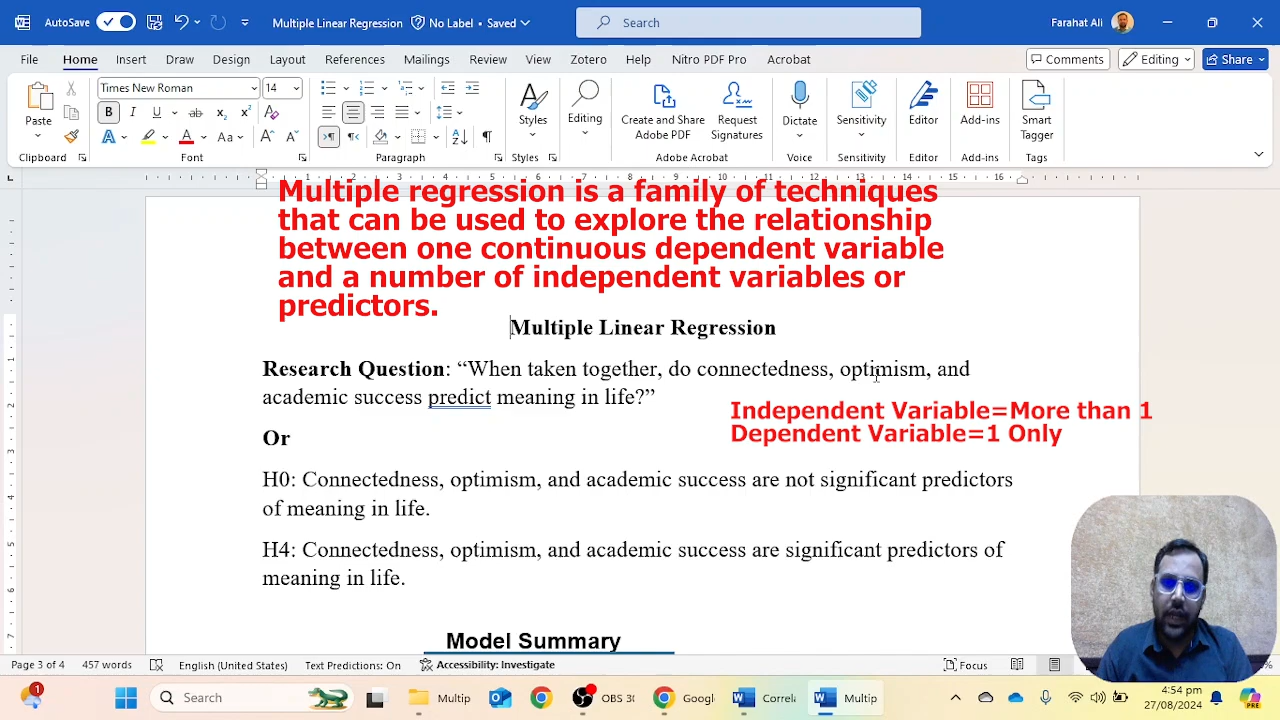 AutoSave
Multiple Linear Regression
No Label • Saved
Search
Farahat Ali
File Home Insert Draw Design Layout References Mailings Review View Zotero Help Nitro PDF Pro Acrobat
Comments Editing Share
Times New Roman 14
Paste
Styles
Editing
Create and Share Adobe PDF
Request Signatures
Dictate
Sensitivity
Editor
Add-ins
Smart Tagger
Clipboard Font Paragraph Styles Adobe Acrobat Voice Sensitivity Editor Add-ins Tags
Multiple regression is a family of techniques
that can be used to explore the relationship
between one continuous dependent variable
and a number of independent variables or
predictors.
Multiple Linear Regression
Research Question: “When taken together, do connectedness, optimism, and
academic success predict meaning in life?”
Independent Variable=More than 1
Dependent Variable=1 Only
Or
H0: Connectedness, optimism, and academic success are not significant predictors
of meaning in life.
H4: Connectedness, optimism, and academic success are significant predictors of
meaning in life.
Model Summary
Page 3 of 4 457 words English (United States) Text Predictions: On Accessibility: Investigate Focus
Search Multip OBS 30 Googl Correla Multip
4:54 pm
27/08/2024